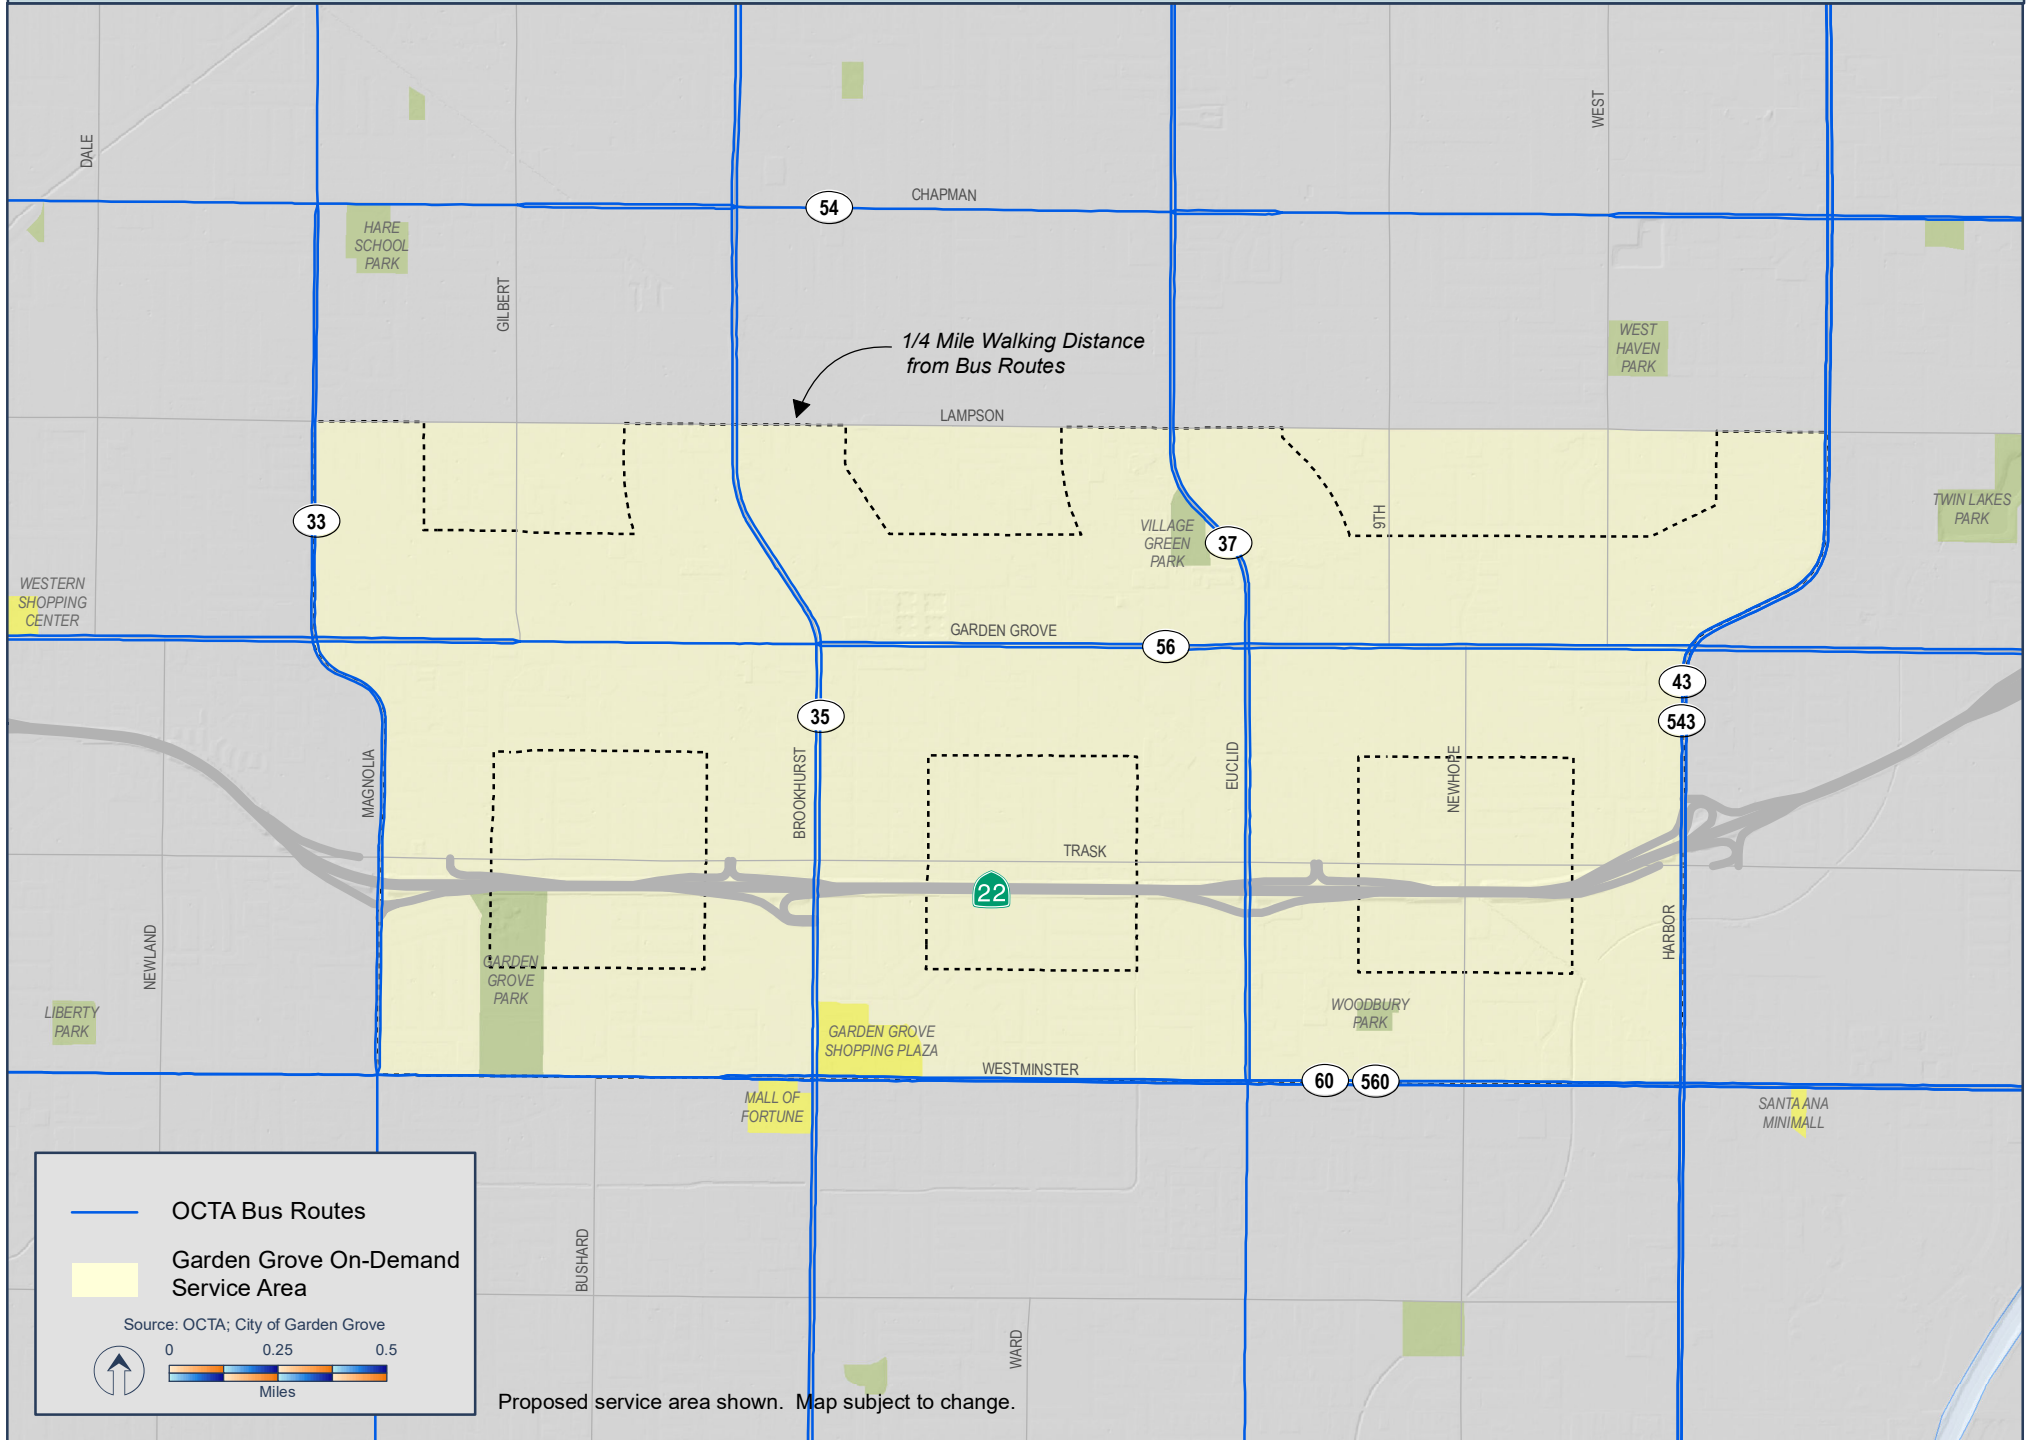 DALE
WEST
CHAPMAN
54
HARE
SCHOOL
PARK
GILBERT
1/4 Mile Walking Distance
from Bus Routes
WEST
HAVEN
PARK
LAMPSON
33
9TH
VILLAGE
GREEN
PARK
37
TWIN LAKES
PARK
WESTERN
SHOPPING
CENTER
GARDEN GROVE
56
43
543
35
MAGNOLIA
BROOKHURST
EUCLID
NEWHOPE
TRASK
22
NEWLAND
HARBOR
GARDEN
GROVE
PARK
LIBERTY
PARK
GARDEN GROVE
SHOPPING PLAZA
WOODBURY
PARK
WESTMINSTER
60
560
MALL OF
FORTUNE
SANTA ANA
MINIMALL
OCTA Bus Routes
Garden Grove On-Demand
Service Area
Source: OCTA; City of Garden Grove
0 0.25 0.5
Miles
BUSHARD
WARD
Proposed service area shown. Map subject to change.